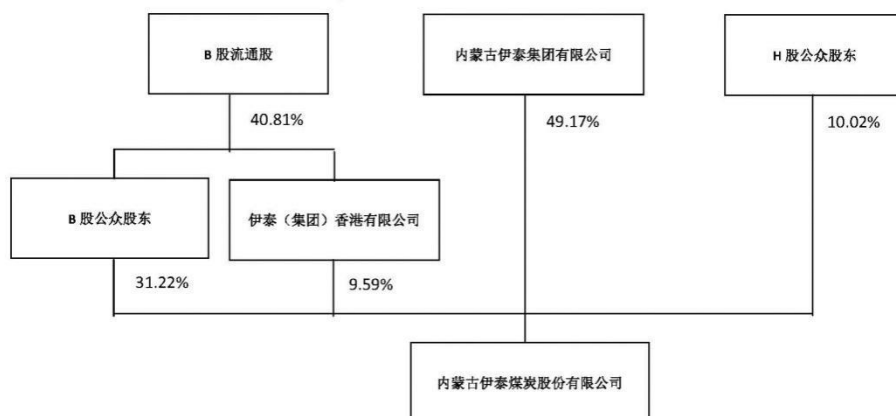 B 股流通股
内蒙古伊泰集团有限公司
H 股公众股东
40.81%
49.17%
10.02%
B 股公众股东
伊泰（集团）香港有限公司
31.22%
9.59%
内蒙古伊泰煤炭股份有限公司